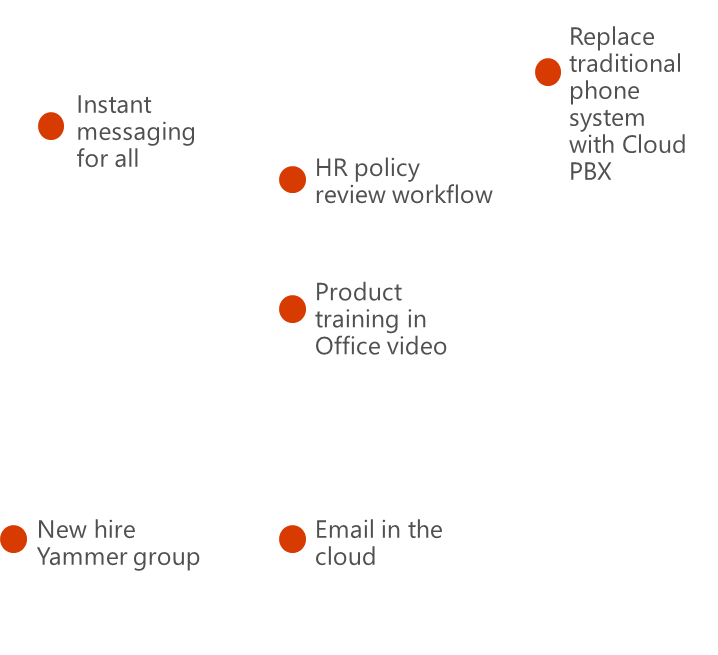 Replace
traditional
phone
system
with Cloud
PBX
Instant
messaging
for all
HR policy
review workflow
Product
training in
Office video
New hire
Yammer group
Email in the
cloud